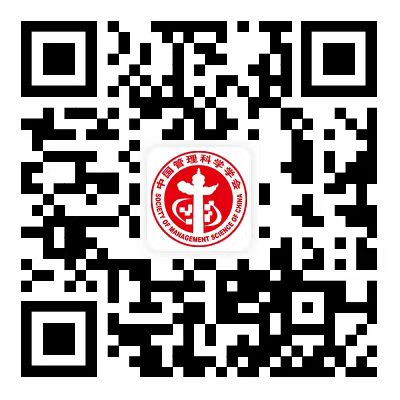 中国管理科学学会
SOCIETY OF MANAGEMENT SCIENCE OF CHINA